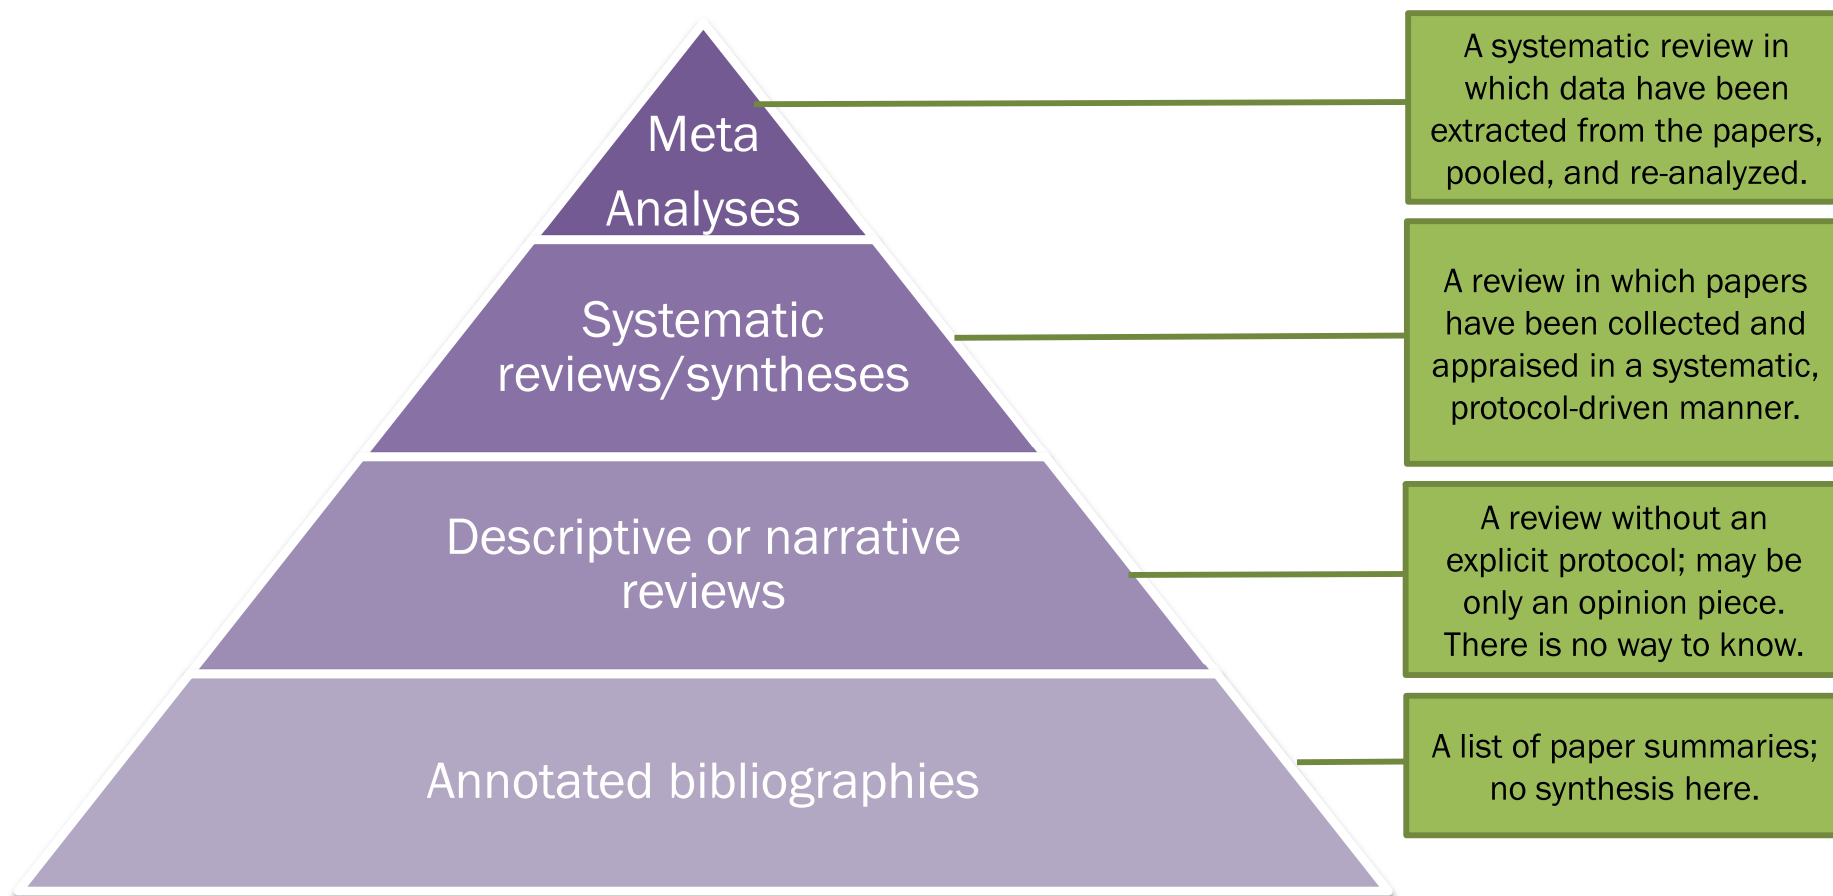 Meta
Analyses
A systematic review in
which data have been
extracted from the papers,
pooled, and re-analyzed.
Systematic
reviews/syntheses
A review in which papers
have been collected and
appraised in a systematic,
protocol-driven manner.
Descriptive or narrative
reviews
A review without an
explicit protocol; may be
only an opinion piece.
There is no way to know.
Annotated bibliographies
A list of paper summaries;
no synthesis here.